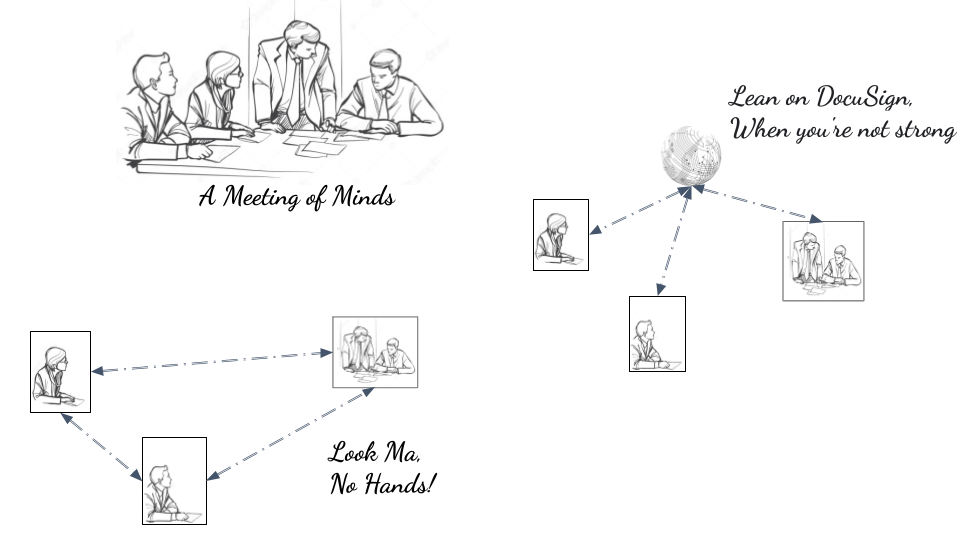 A Meeting of Minds
Lean on DocuSign,
When you're not strong
Look Ma,
No Hands!